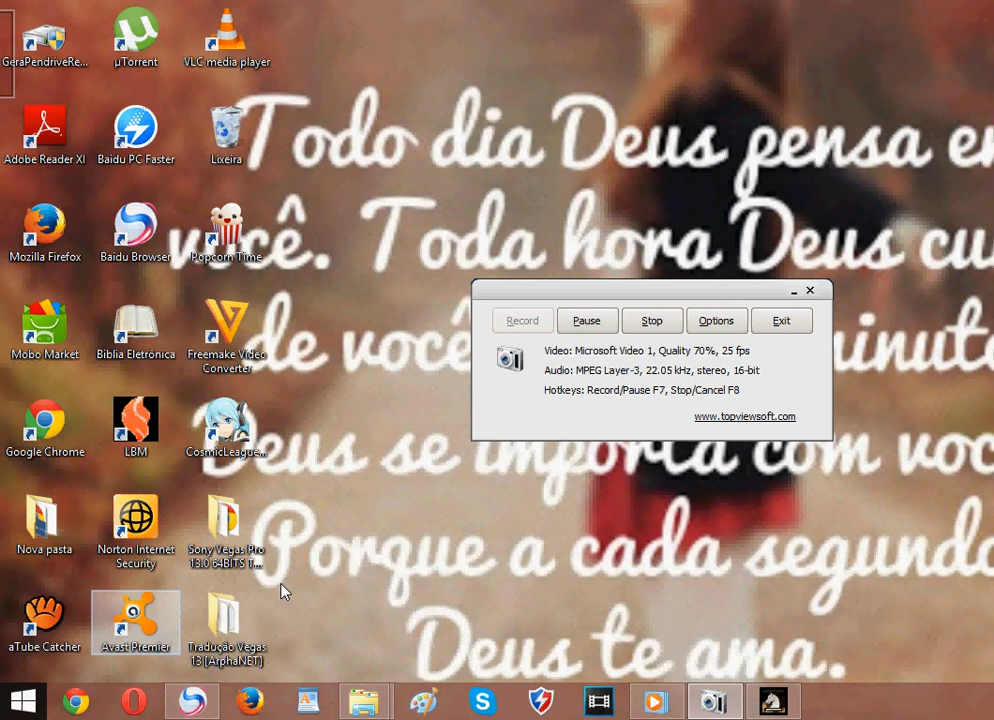 GeraPendriveRe...
µTorrent
VLC media player
Adobe Reader XI
Baidu PC Faster
Lixeira
Mozilla Firefox
Baidu Browser
Popcorn Time
Mobo Market
Biblia Eletrônica
Freemake Video
Converter
Google Chrome
LBM
CosmicLeague...
Nova pasta
Norton Internet
Security
Sony Vegas Pro
13.0 64BITS T...
aTube Catcher
Avast Premier
Tradução Vegas
13 [ArphaNET]
Todo dia Deus pensa em
você. Toda hora Deus cui
de você
minuto
Deus se importa com você
Porque a cada segundo
Deus te ama.
Record
Pause
Stop
Options
Exit
Video: Microsoft Video 1, Quality 70%, 25 fps
Audio: MPEG Layer-3, 22.05 kHz, stereo, 16-bit
Hotkeys: Record/Pause F7, Stop/Cancel F8
www.topviewsoft.com